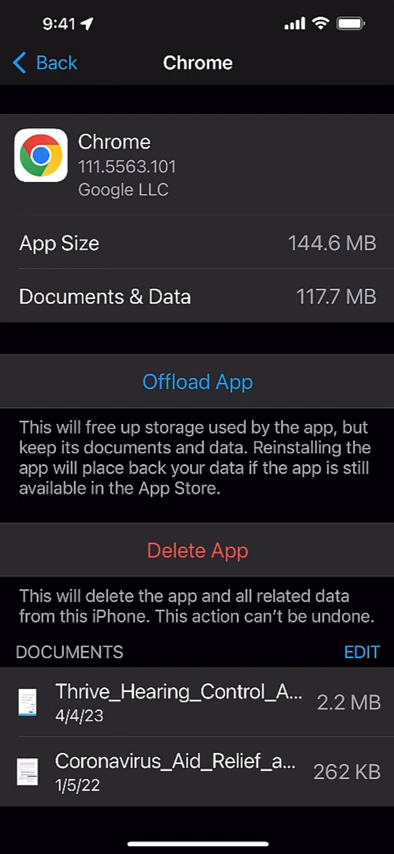 9:41
Back
Chrome
Chrome
111.5563.101
Google LLC
App Size
144.6 MB
Documents & Data
117.7 MB
Offload App
This will free up storage used by the app, but
keep its documents and data. Reinstalling the
app will place back your data if the app is still
available in the App Store.
Delete App
This will delete the app and all related data
from this iPhone. This action can’t be undone.
DOCUMENTS
EDIT
Thrive_Hearing_Control_A...
4/4/23
2.2 MB
Coronavirus_Aid_Relief_a...
1/5/22
262 KB